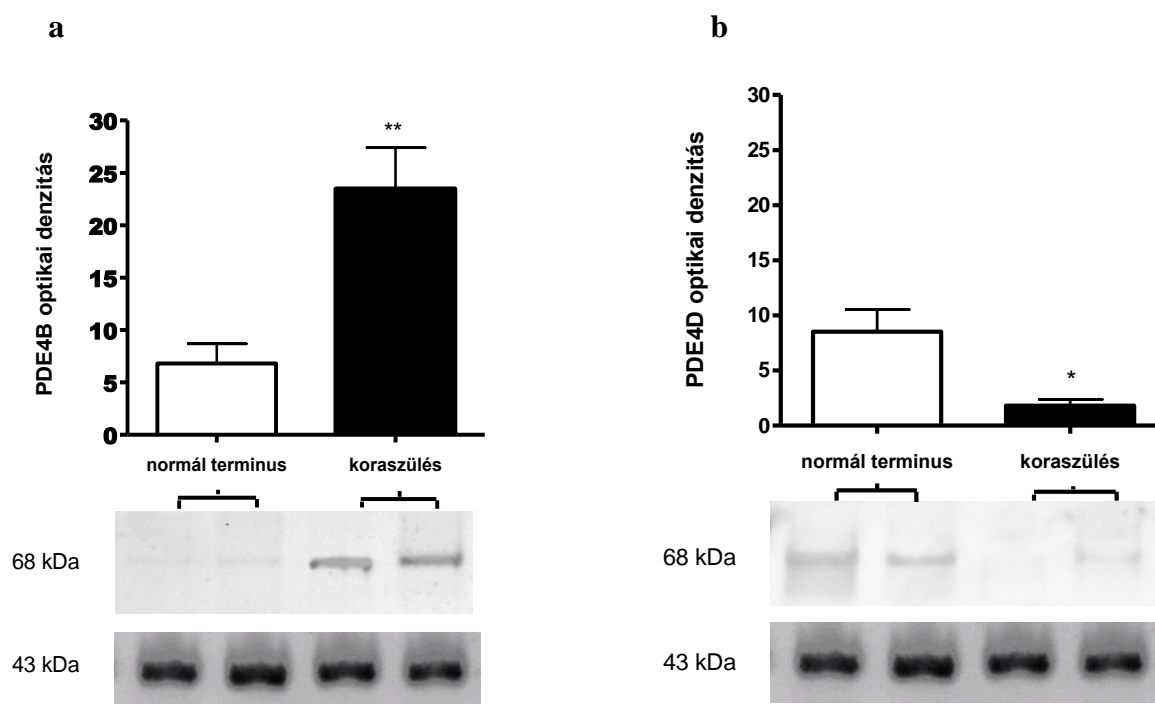 a
PDE4B optikai denzitás
30
25
20
15
10
5
0
**
normál terminus
koraszülés
68 kDa
43 kDa
b
PDE4D optikai denzitás
30
25
20
15
10
5
0
*
normál terminus
koraszülés
68 kDa
43 kDa